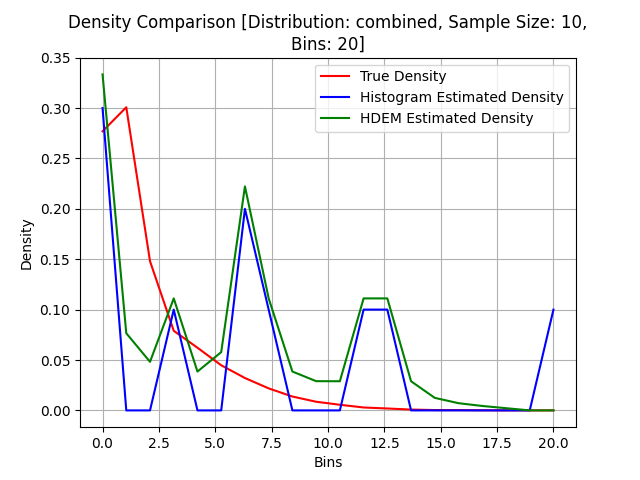 Density Comparison [Distribution: combined, Sample Size: 10,
Bins: 20]
True Density
Histogram Estimated Density
HDEM Estimated Density
Density
0.35
0.30
0.25
0.20
0.15
0.10
0.05
0.00
0.0 2.5 5.0 7.5 10.0 12.5 15.0 17.5 20.0
Bins